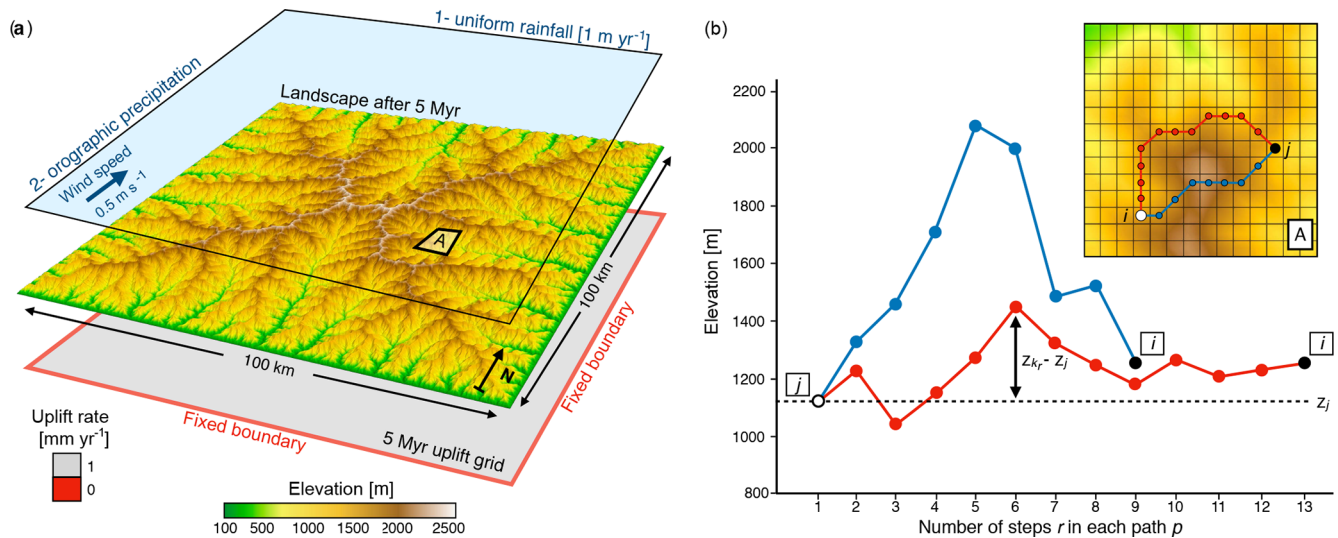 (a)
1- uniform rainfall [1 m yr-1]
2- orographic precipitation
Wind speed
0.5 m s -1
Landscape after 5 Myr
A
100 km
100 km
N
Fixed boundary
Fixed boundary
5 Myr uplift grid
Uplift rate
[mm yr-1]
1
0
Elevation [m]
100 500 1000 1500 2000 2500
(b)
Elevation [m]
2200
2000
1800
1600
1400
1200
1000
800
j
i
A
i
i
j
zkr- zj
zj
1 2 3 4 5 6 7 8 9 10 11 12 13
Number of steps r in each path p